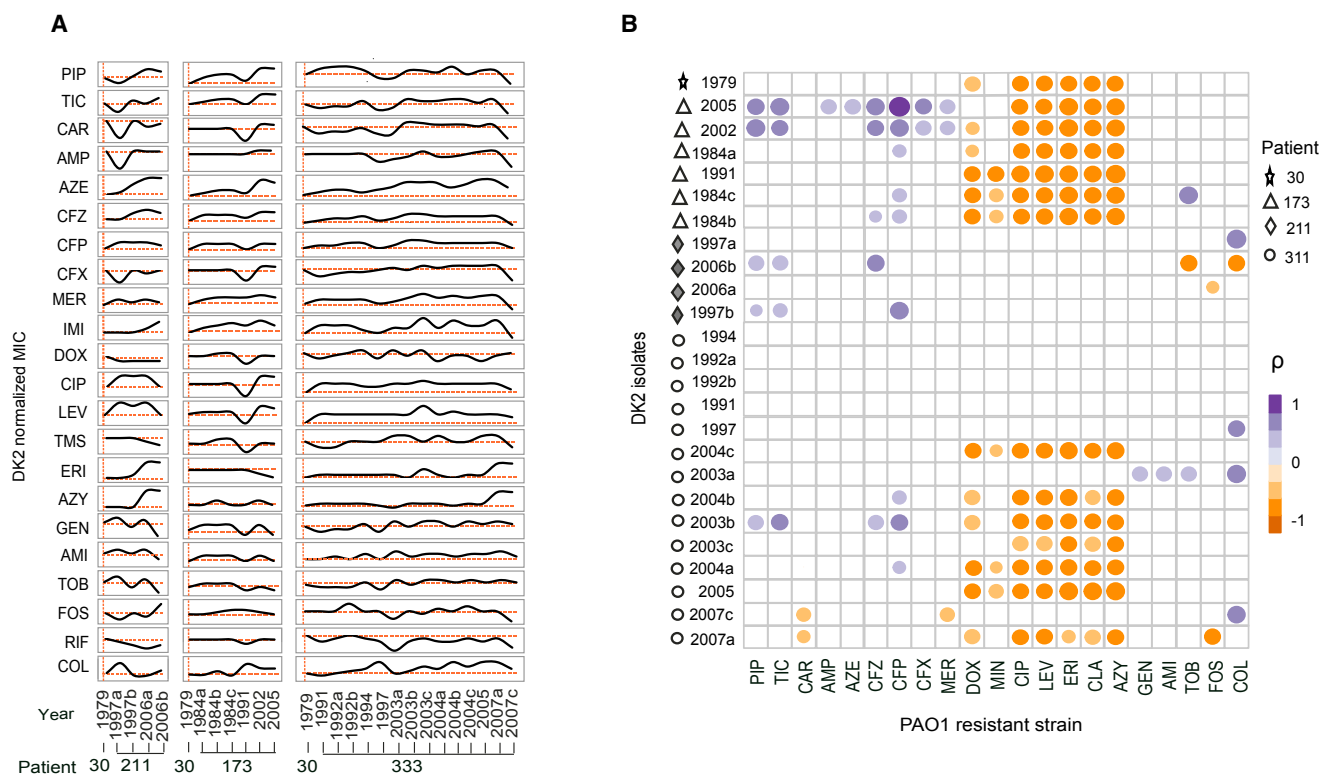 A
B
DK2 normalized MIC
PIP
TIC
CAR
AMP
AZE
CFZ
CFP
CFX
MER
IMI
DOX
CIP
LEV
TMS
ERI
AZY
GEN
AMI
TOB
FOS
RIF
COL
Year
1979 1997a 1997b 2006a 2006b
1979 1984a 1984b 1984c 1991 2002 2005
1979 1991 1992a 1992b 1994 1997 2003a 2003b 2003c 2004a 2004b 2004c 2005 2007a 2007c
Patient 30 211 30 173 30 333
DK2 isolates
1979
2005
2002
1984a
1991
1984c
1984b
1997a
2006b
2006a
1997b
1994
1992a
1992b
1991
1997
2004c
2003a
2004b
2003b
2003c
2004a
2005
2007c
2007a
PIP TIC CAR AMP AZE CFZ CFP CFX MER DOX MIN CIP LEV ERI CLA AZY GEN AMI TOB FOS COL
PAO1 resistant strain
Patient
30
173
211
311
ρ
1
0
-1